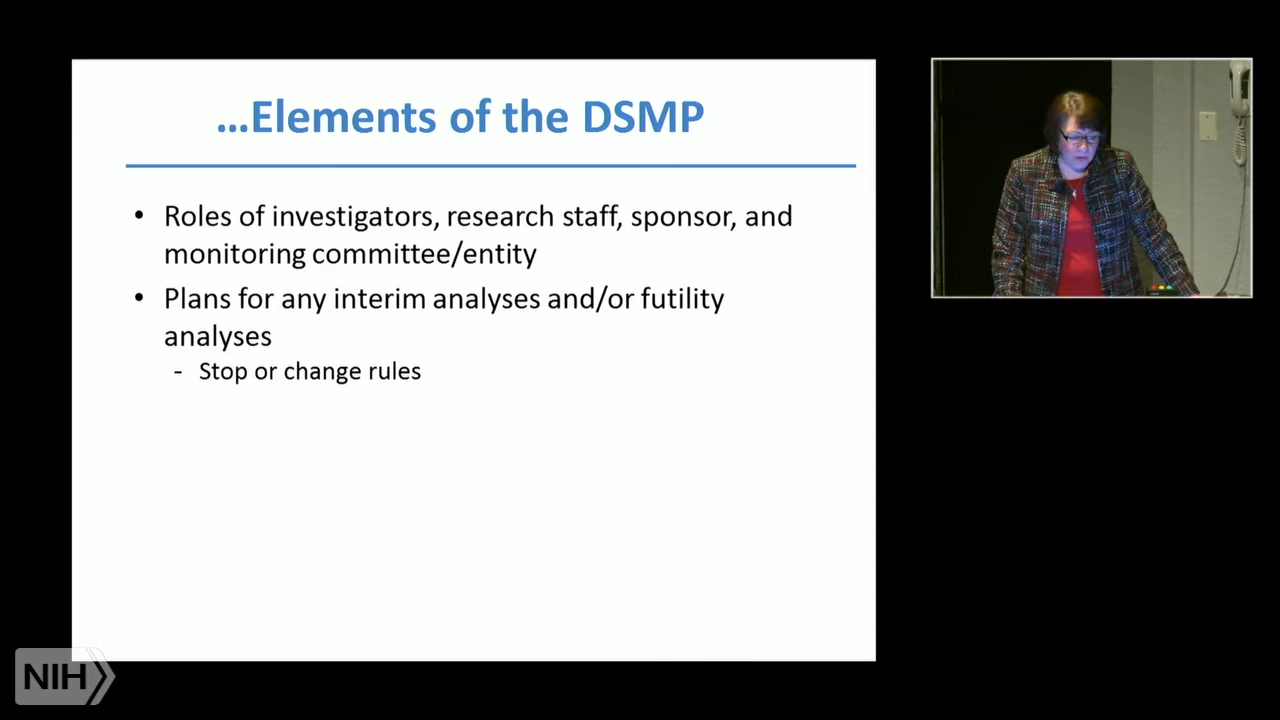 ...Elements of the DSMP
• Roles of investigators, research staff, sponsor, and
monitoring committee/entity
• Plans for any interim analyses and/or futility
analyses
- Stop or change rules
NIH